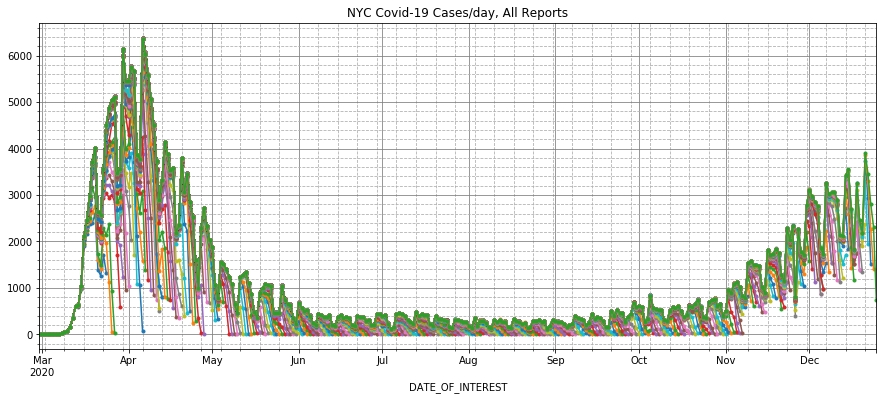 NYC Covid-19 Cases/day, All Reports
6000
5000
4000
3000
2000
1000
0
Mar Apr May Jun Jul Aug Sep Oct Nov Dec
2020
DATE_OF_INTEREST